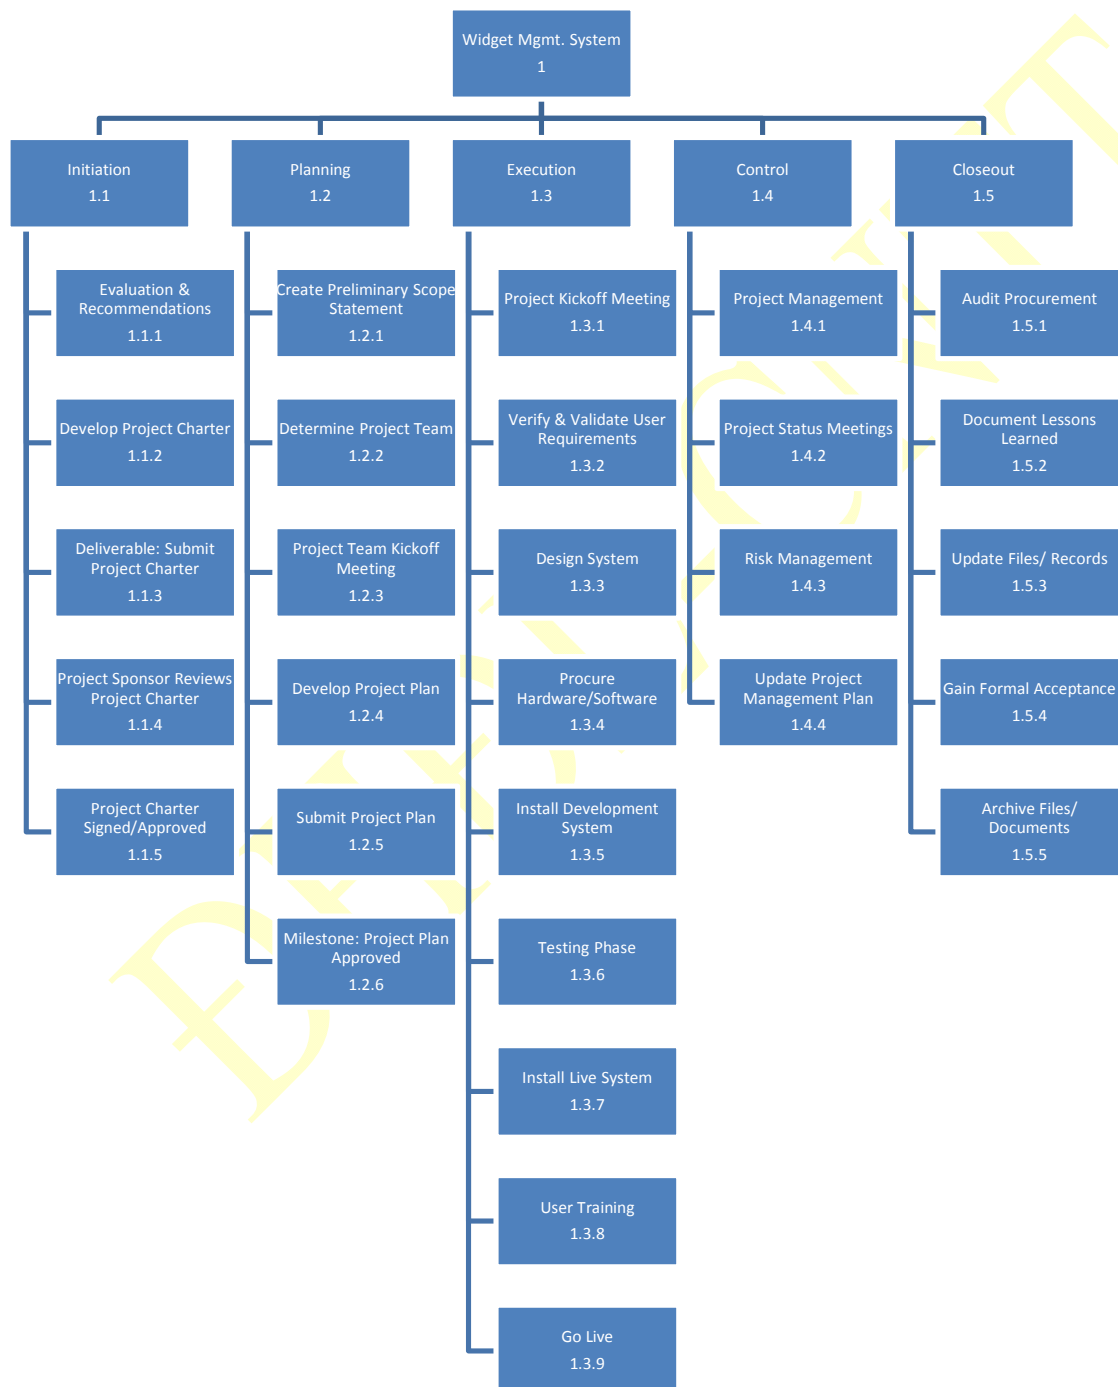 Widget Mgmt. System
1
Initiation
1.1
Planning
1.2
Execution
1.3
Control
1.4
Closeout
1.5
Evaluation &
Recommendations
1.1.1
Develop Project Charter
1.1.2
Deliverable: Submit
Project Charter
1.1.3
Project Sponsor Reviews
Project Charter
1.1.4
Project Charter
Signed/Approved
1.1.5
Create Preliminary Scope
Statement
1.2.1
Determine Project Team
1.2.2
Project Team Kickoff
Meeting
1.2.3
Develop Project Plan
1.2.4
Submit Project Plan
1.2.5
Milestone: Project Plan
Approved
1.2.6
Project Kickoff Meeting
1.3.1
Verify & Validate User
Requirements
1.3.2
Design System
1.3.3
Procure
Hardware/Software
1.3.4
Install Development
System
1.3.5
Testing Phase
1.3.6
Install Live System
1.3.7
User Training
1.3.8
Go Live
1.3.9
Project Management
1.4.1
Project Status Meetings
1.4.2
Risk Management
1.4.3
Update Project
Management Plan
1.4.4
Audit Procurement
1.5.1
Document Lessons
Learned
1.5.2
Update Files/ Records
1.5.3
Gain Formal Acceptance
1.5.4
Archive Files/
Documents
1.5.5